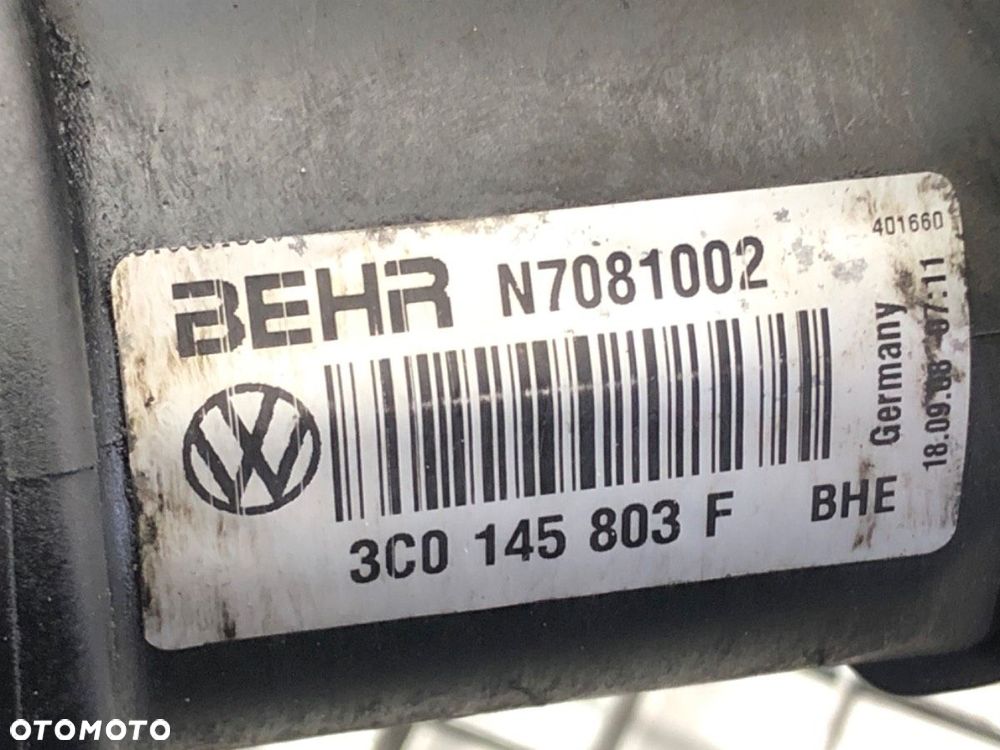 401660
BEHR N7081002
Germany
18.09.08 07:11
3C0 145 803 F BHE
OTOMOTO